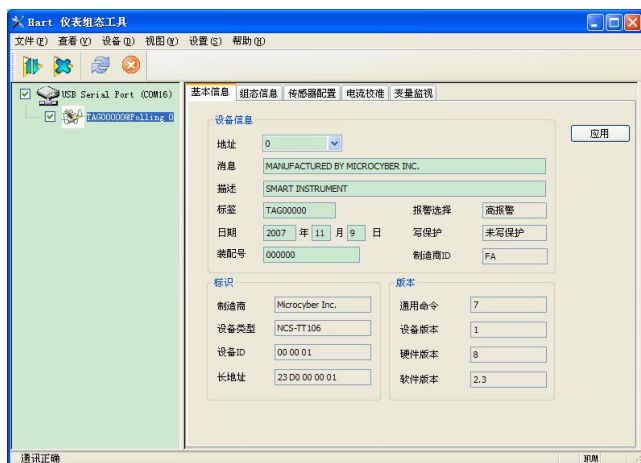 Hart 仪表组态工具
文件(F) 查看(V) 设备(D) 视图(W) 设置(S) 帮助(H)
USB Serial Port (COM16)
TAG00000@Polling 0
基本信息 组态信息 传感器配置 电流校准 变量监视
设备信息
应用
地址 0
消息 MANUFACTURED BY MICROCYBER INC.
描述 SMART INSTRUMENT
标签 TAG00000 报警选择 高报警
日期 2007 年 11 月 9 日 写保护 未写保护
装配号 000000 制造商ID FA
标识 版本
制造商 Microcyber Inc. 通用命令 7
设备类型 NCS-TT106 设备版本 1
设备ID 00 00 01 硬件版本 8
长地址 23 D0 00 00 01 软件版本 2.3
通讯正确 NUM